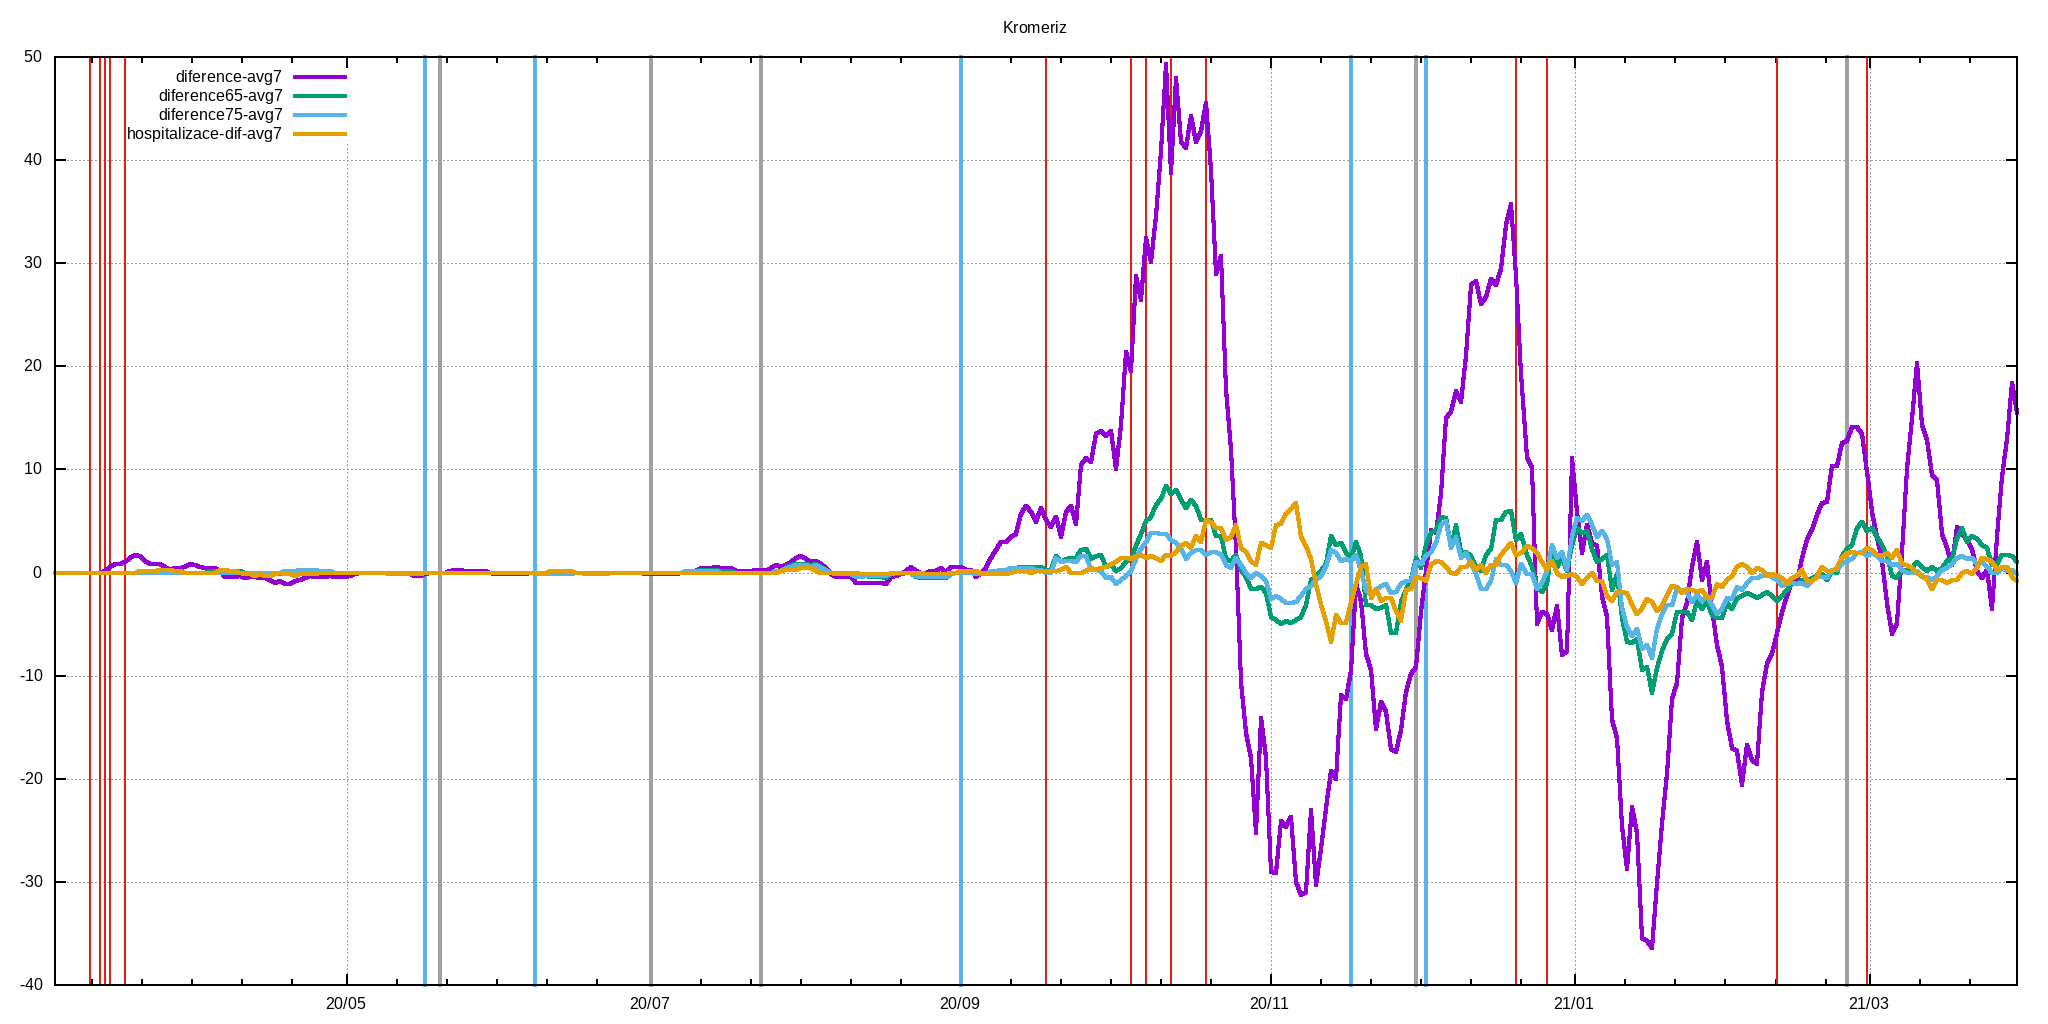 Kromeriz
50
diference-avg7
diference65-avg7
diference75-avg7
hospitalizace-dif-avg7
40
30
20
10
0
-10
-20
-30
-40
20/05 20/07 20/09 20/11 21/01 21/03